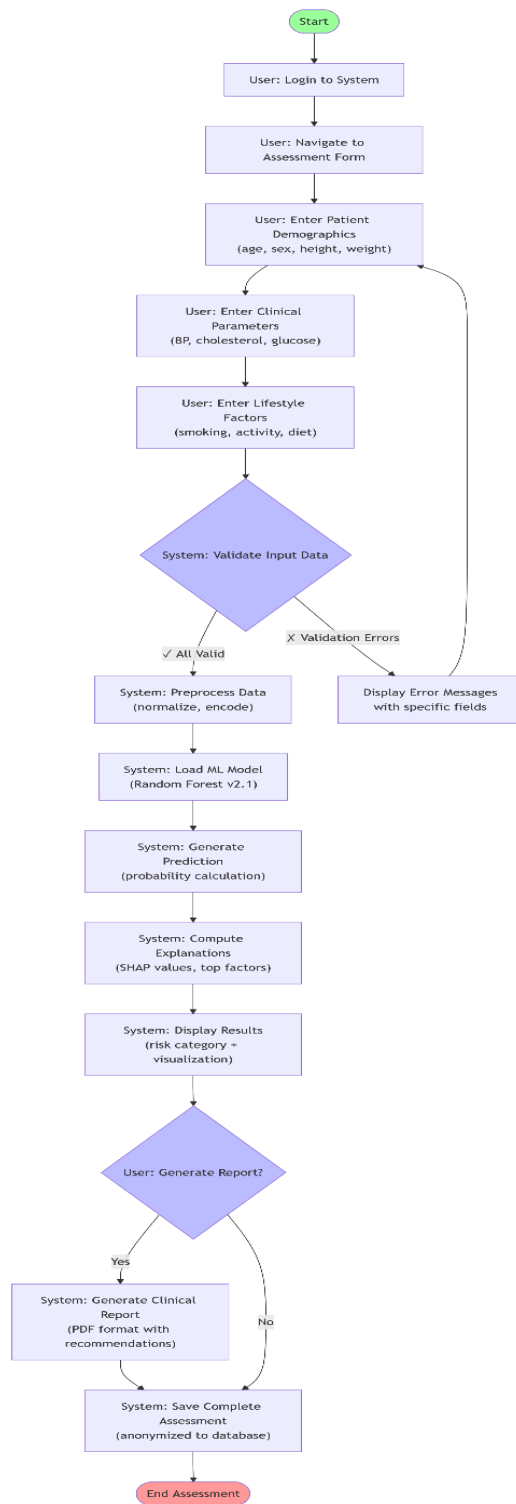 Start
User: Login to System
User: Navigate to
Assessment Form
User: Enter Patient
Demographics
(age, sex, height, weight)
User: Enter Clinical
Parameters
(BP, cholesterol, glucose)
User: Enter Lifestyle
Factors
(smoking, activity, diet)
System: Validate Input Data
✗ Validation Errors
✓ All Valid
System: Preprocess Data
(normalize, encode)
Display Error Messages
with specific fields
System: Load ML Model
(Random Forest v2.1)
System: Generate
Prediction
(probability calculation)
System: Compute
Explanations
(SHAP values, top factors)
System: Display Results
(risk category +
visualization)
User: Generate Report?
Yes
System: Generate Clinical
Report
(PDF format with
recommendations)
No
System: Save Complete
Assessment
(anonymized to database)
End Assessment